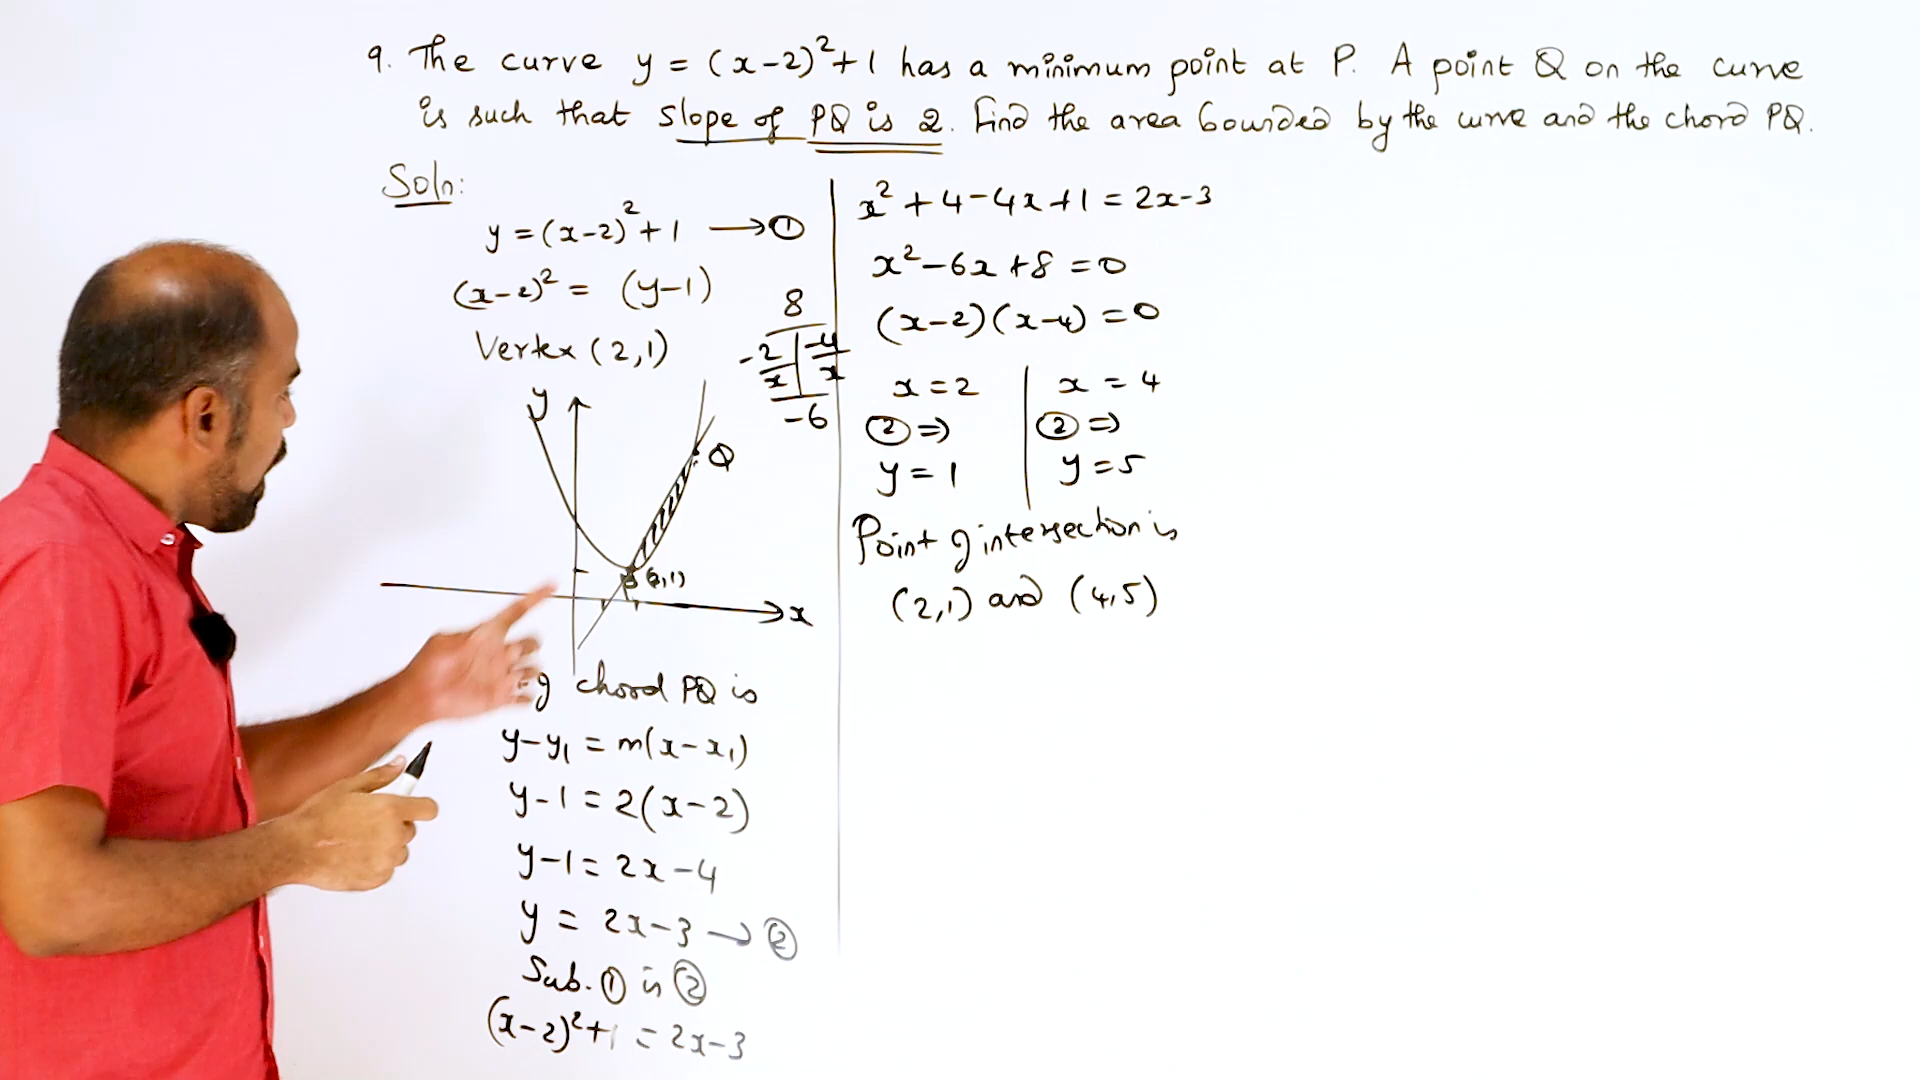 9. The curve y = (x-2)²+1 has a minimum point at P. A point Q on the curve
is such that slope of PQ is 2. Find the area bounded by the curve and the chord PQ.
Soln:
y = (x-2)²+1 → ①
(x-2)² = (y-1)
Vertex (2,1)
8
-2/x | -4/x
-6
y
Q
(2,1)
x
chord PQ is
y-y₁ = m(x-x₁)
y-1 = 2(x-2)
y-1 = 2x-4
y = 2x-3 → ②
Sub. ① in ②
(x-2)²+1 = 2x-3
x²+4-4x+1 = 2x-3
x²-6x+8 = 0
(x-2)(x-4) = 0
x = 2 | x = 4
② ⇒ | ② ⇒
y = 1 | y = 5
Point of intersection is
(2,1) and (4,5)